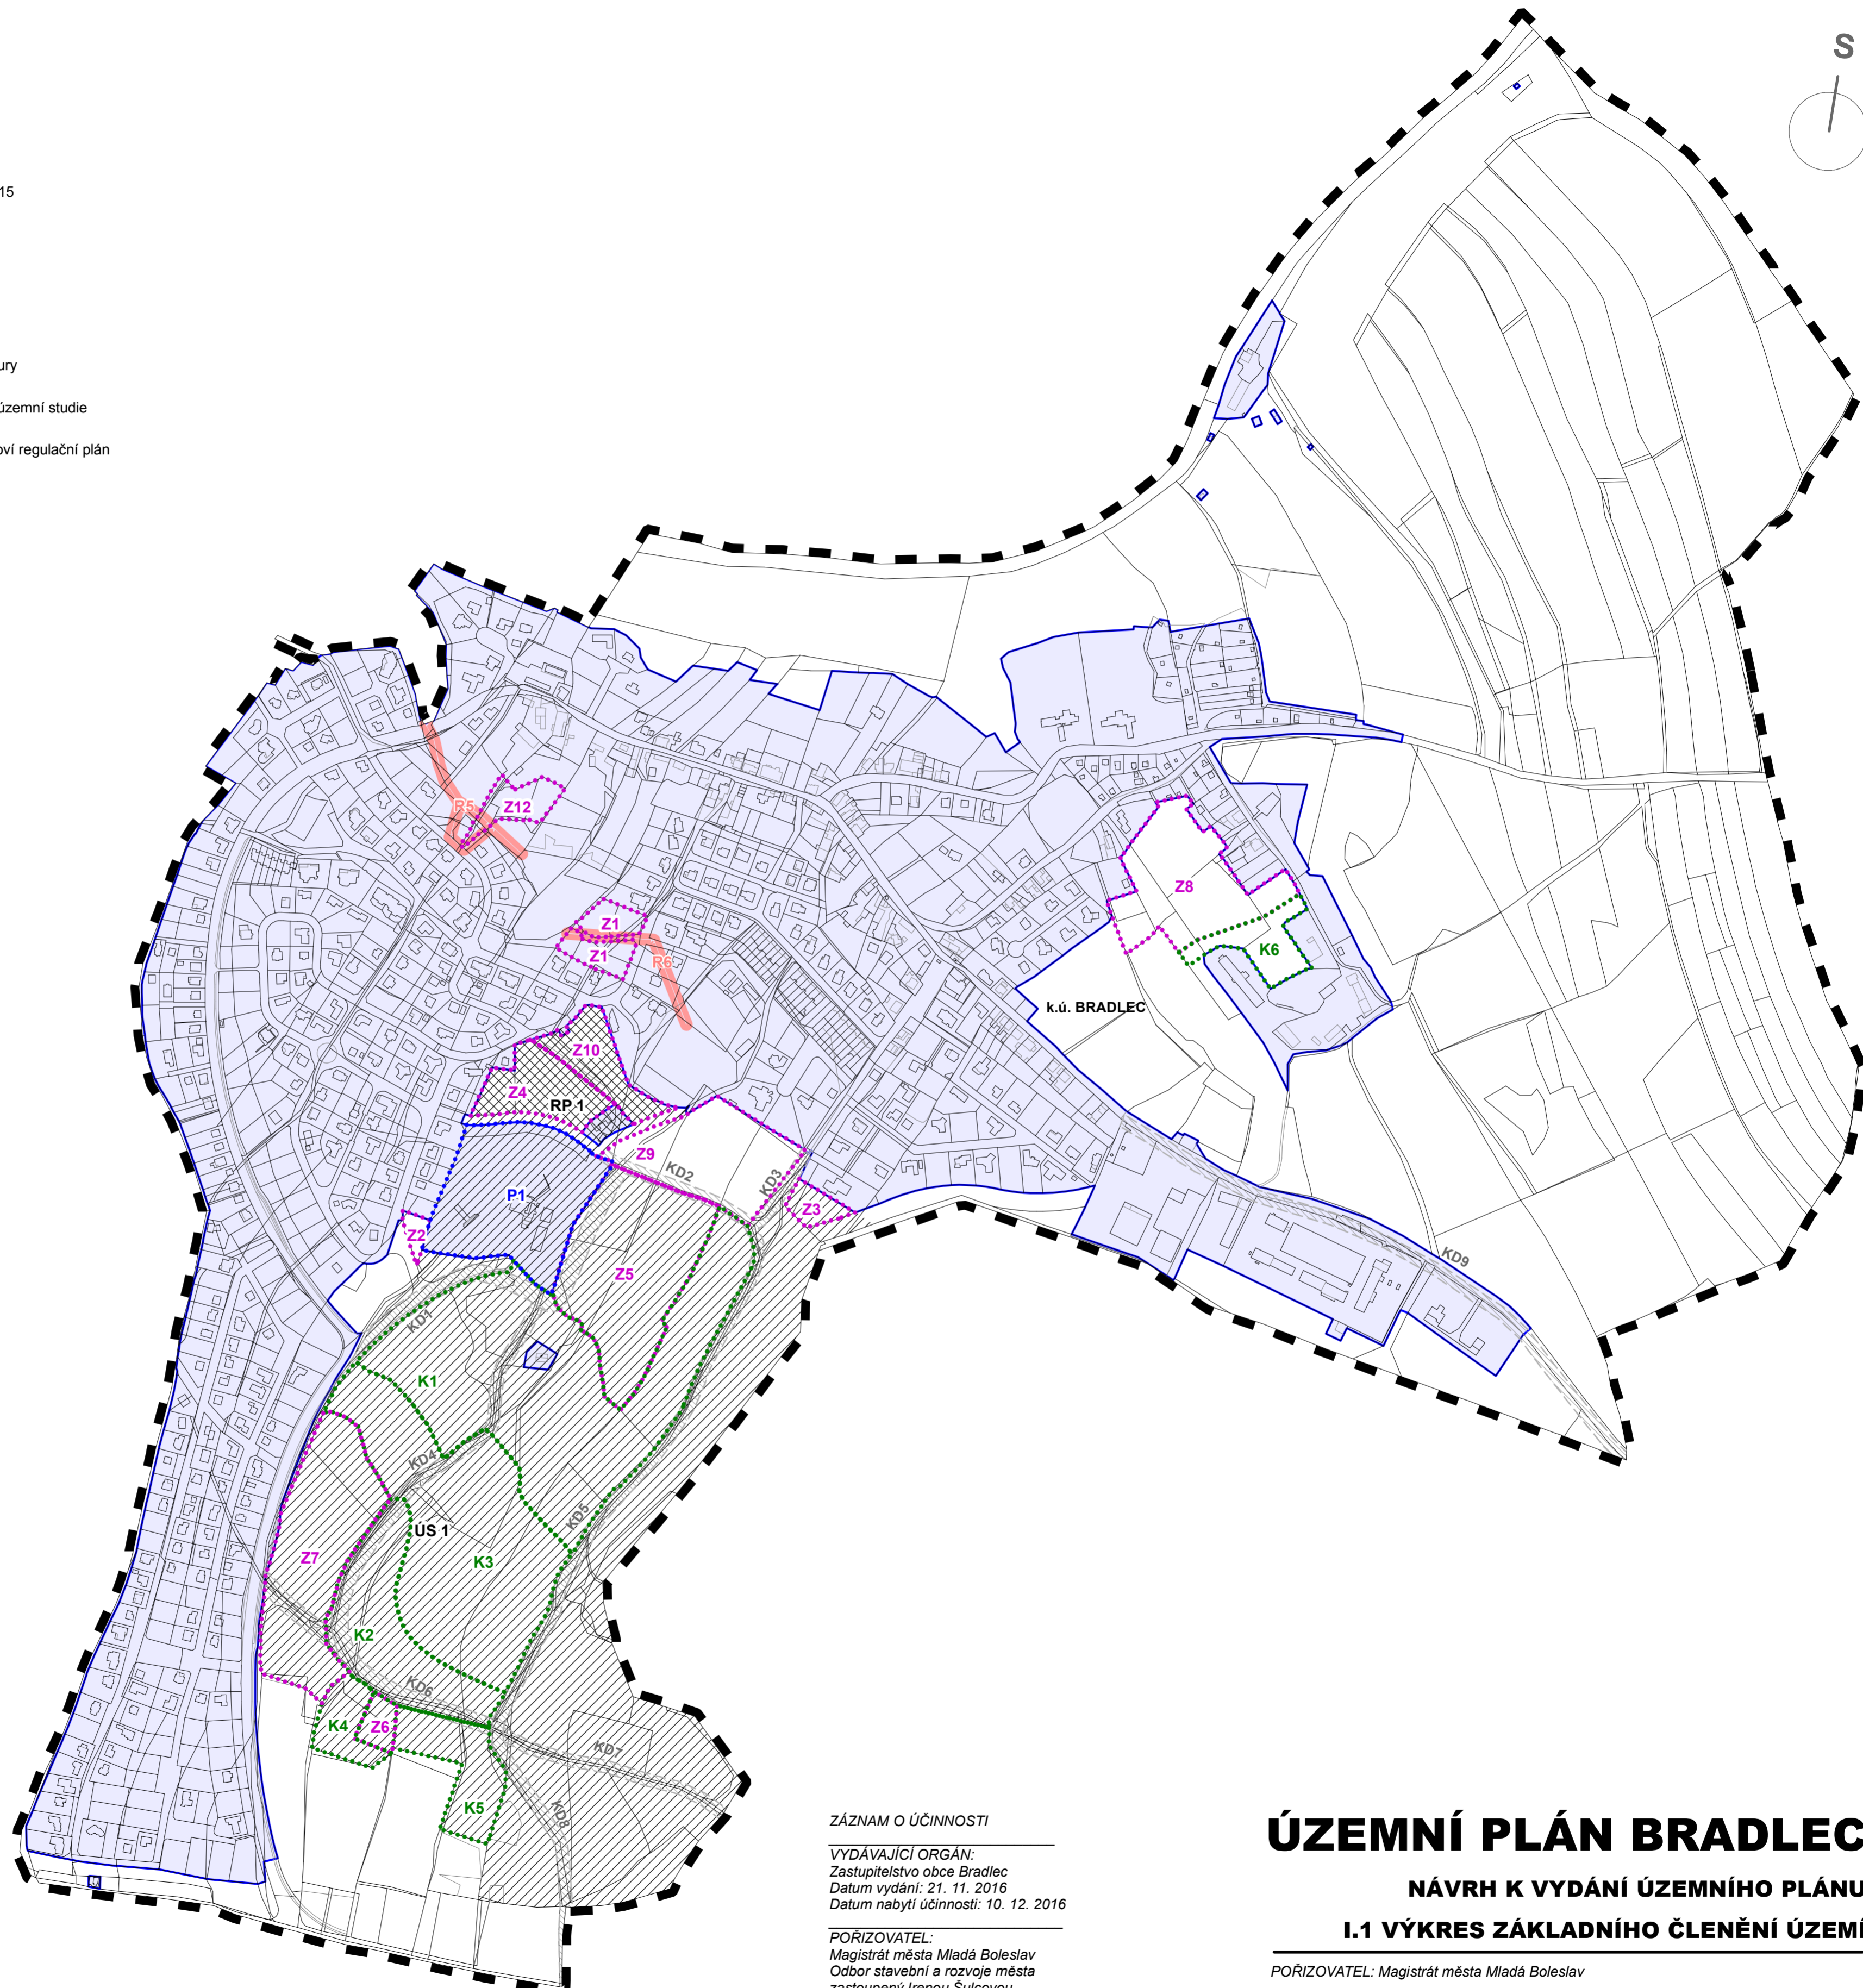 S
15
ury
územní studie
oví regulační plán
R5
Z12
Z1
Z1
R6
Z8
K6
k.ú. BRADLEC
Z10
Z4
RP 1
Z9
KD2
KD3
P1
Z3
Z2
Z5
KD9
KD1
K1
KD4
KD5
ÚS 1
K3
Z7
K2
KD6
K4
Z6
KD7
K5
KD8
ZÁZNAM O ÚČINNOSTI
VYDÁVAJÍCÍ ORGÁN:
Zastupitelstvo obce Bradlec
Datum vydání: 21. 11. 2016
Datum nabytí účinnosti: 10. 12. 2016
POŘIZOVATEL:
Magistrát města Mladá Boleslav
Odbor stavební a rozvoje města
zastoupený Irenou Šulcovou
ÚZEMNÍ PLÁN BRADLEC
NÁVRH K VYDÁNÍ ÚZEMNÍHO PLÁNU
I.1 VÝKRES ZÁKLADNÍHO ČLENĚNÍ ÚZEMÍ
POŘIZOVATEL: Magistrát města Mladá Boleslav